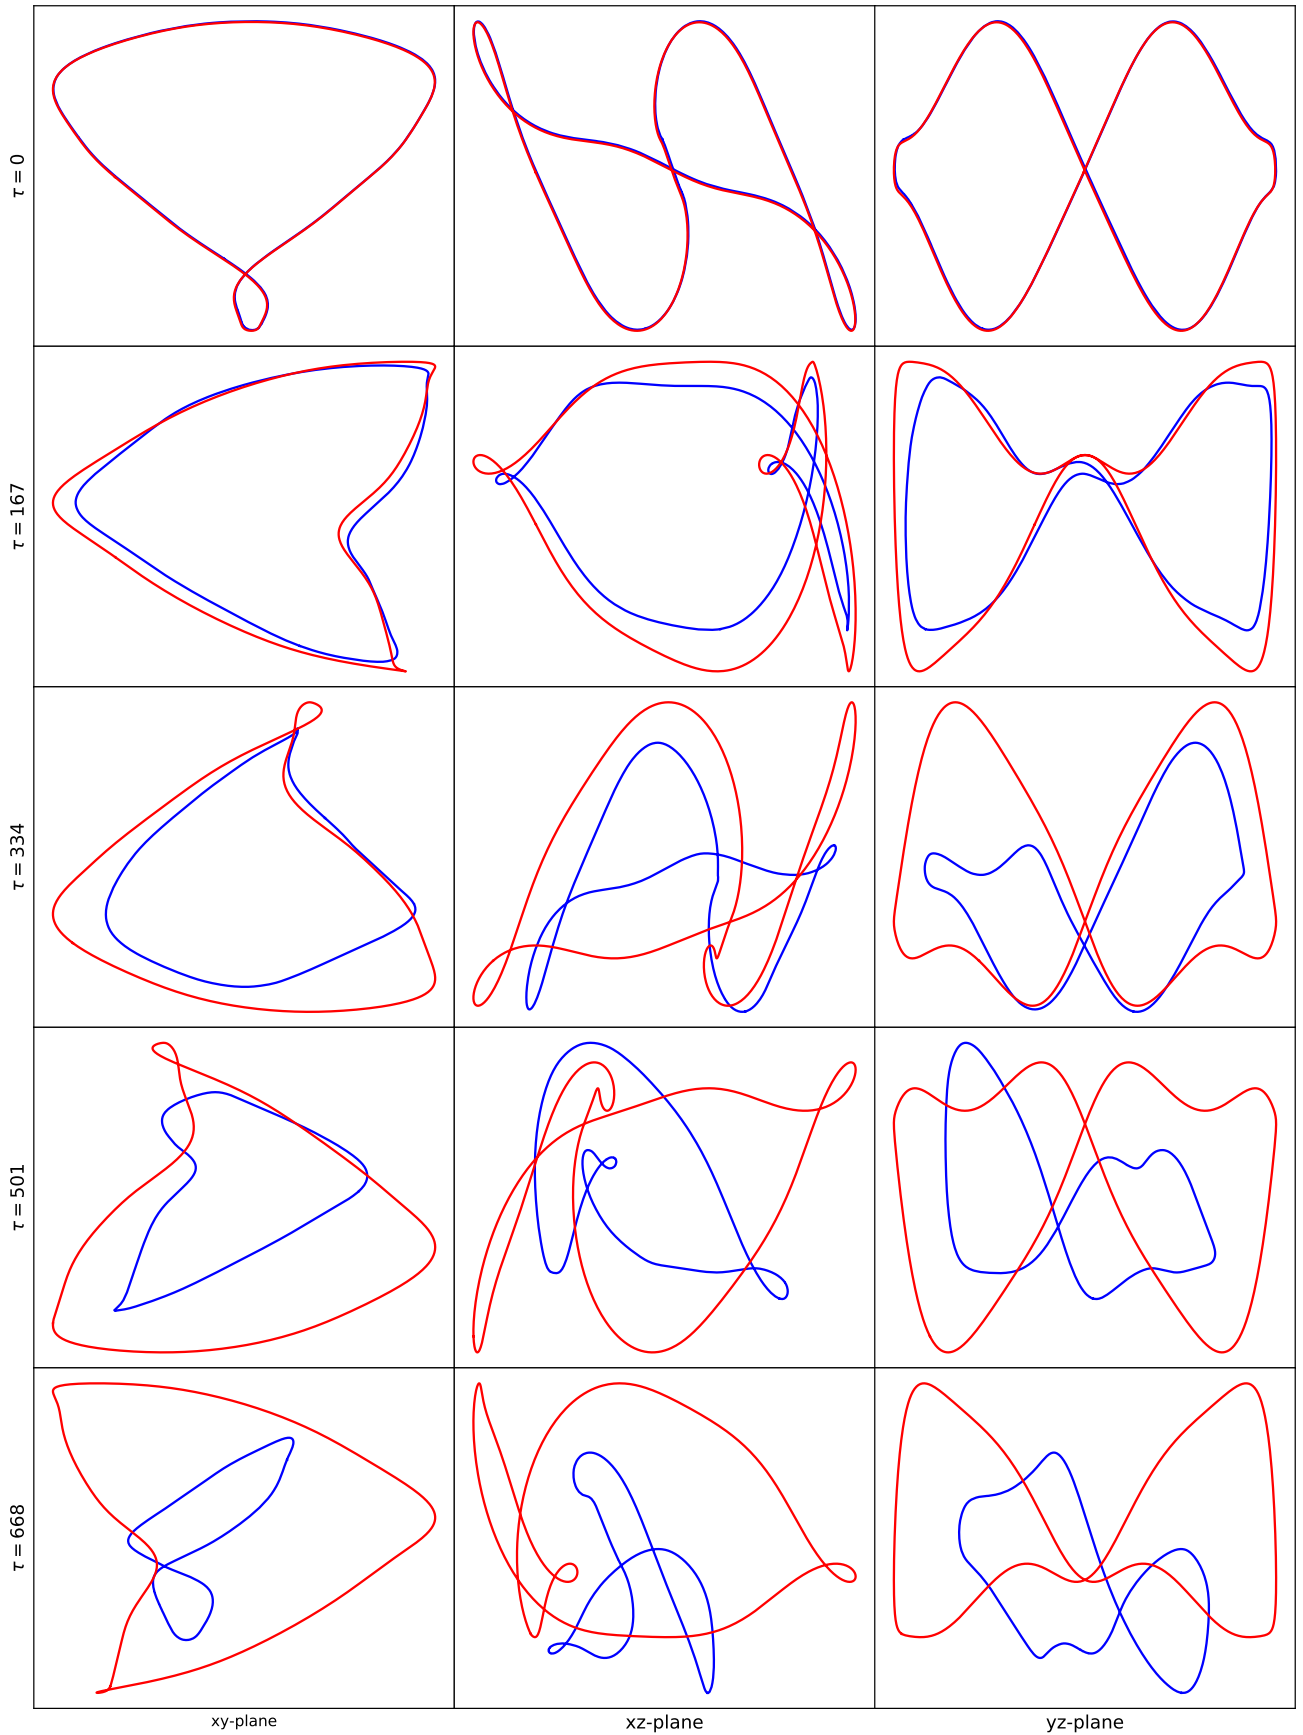 τ = 0
τ = 167
τ = 334
τ = 501
τ = 668
xy-plane xz-plane yz-plane